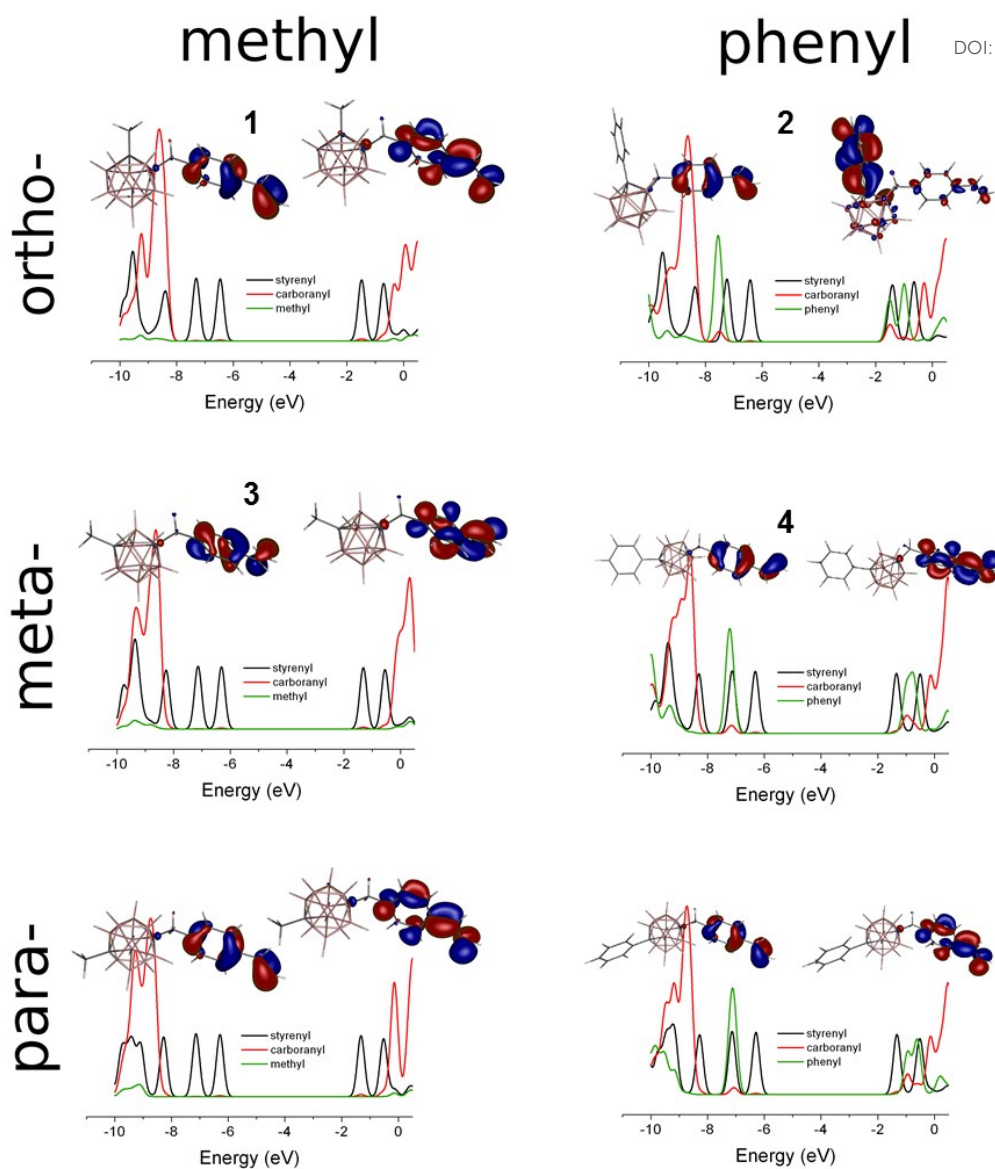 methyl
phenyl
DOI:
ortho-
1
styrenyl
carboranyl
methyl
-10 -8 -6 -4 -2 0
Energy (eV)
2
styrenyl
carboranyl
phenyl
-10 -8 -6 -4 -2 0
Energy (eV)
meta-
3
styrenyl
carboranyl
methyl
-10 -8 -6 -4 -2 0
Energy (eV)
4
styrenyl
carboranyl
phenyl
-10 -8 -6 -4 -2 0
Energy (eV)
para-
styrenyl
carboranyl
methyl
-10 -8 -6 -4 -2 0
Energy (eV)
styrenyl
carboranyl
phenyl
-10 -8 -6 -4 -2 0
Energy (eV)